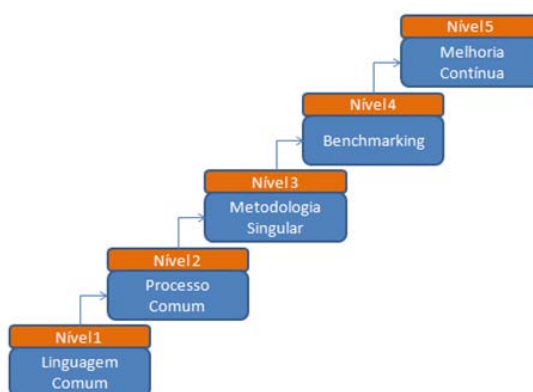 Nível5
Melhoria
Contínua
Nível4
Benchmarking
Nível3
Metodologia
Singular
Nível2
Processo
Comum
Nível1
Linguagem
Comum